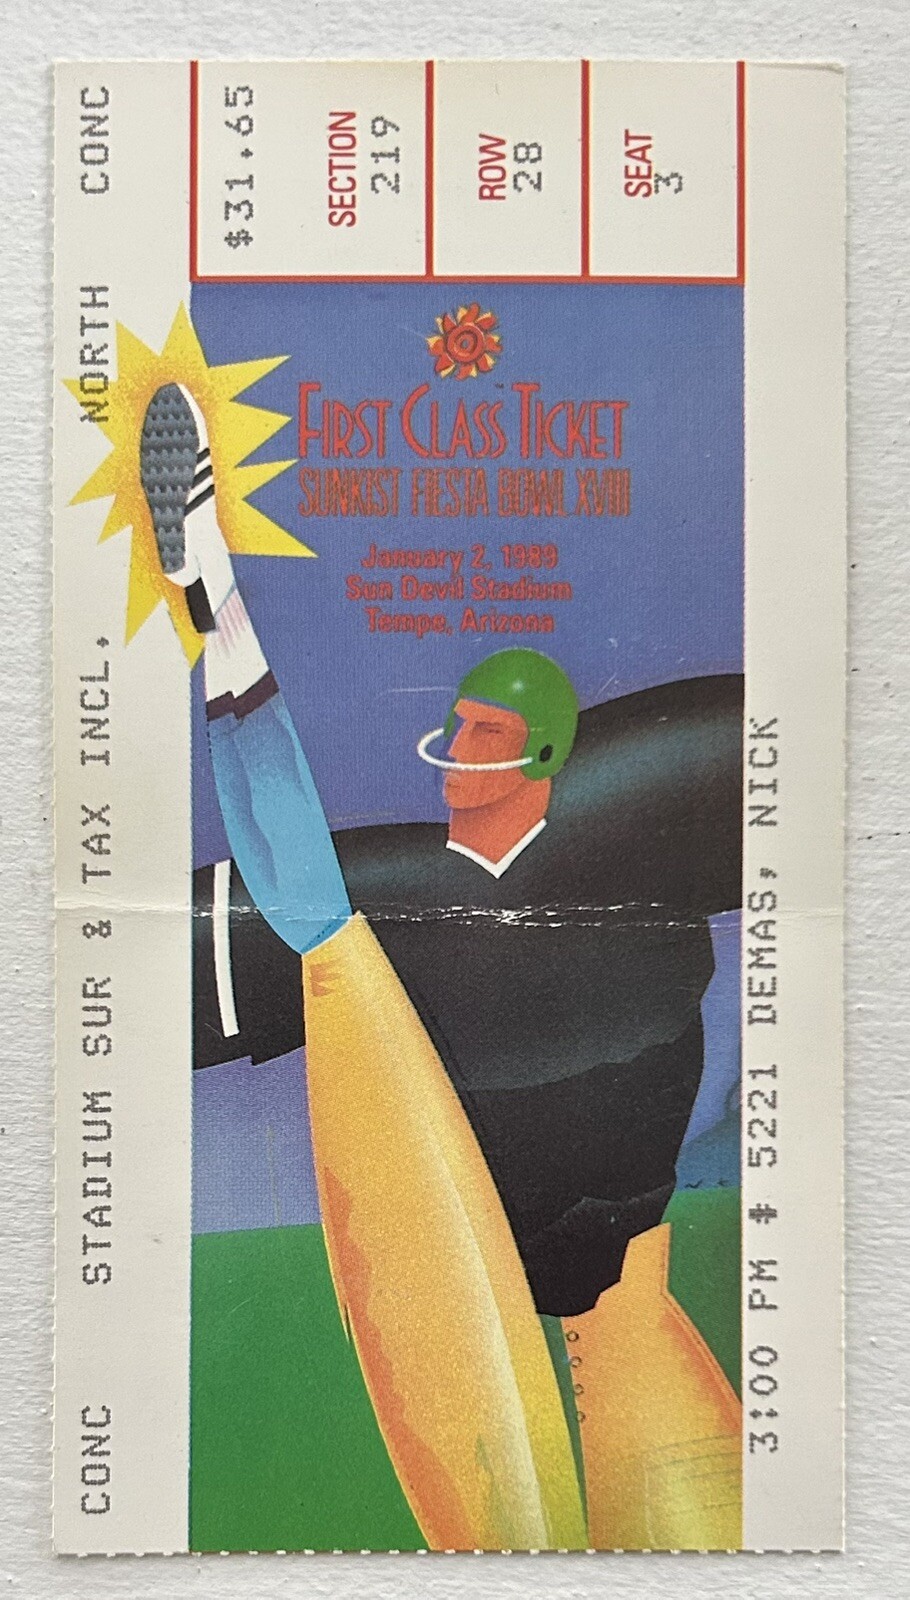 $31.65
SECTION
219
ROW
28
SEAT
3
CONC STADIUM SUR & TAX INCL. NORTH CONC
FIRST CLASS TICKET™
SUNKIST FIESTA BOWL XVIII
January 2, 1989
Sun Devil Stadium
Tempe, Arizona
3:00 PM # 5221 DEMAS, NICK